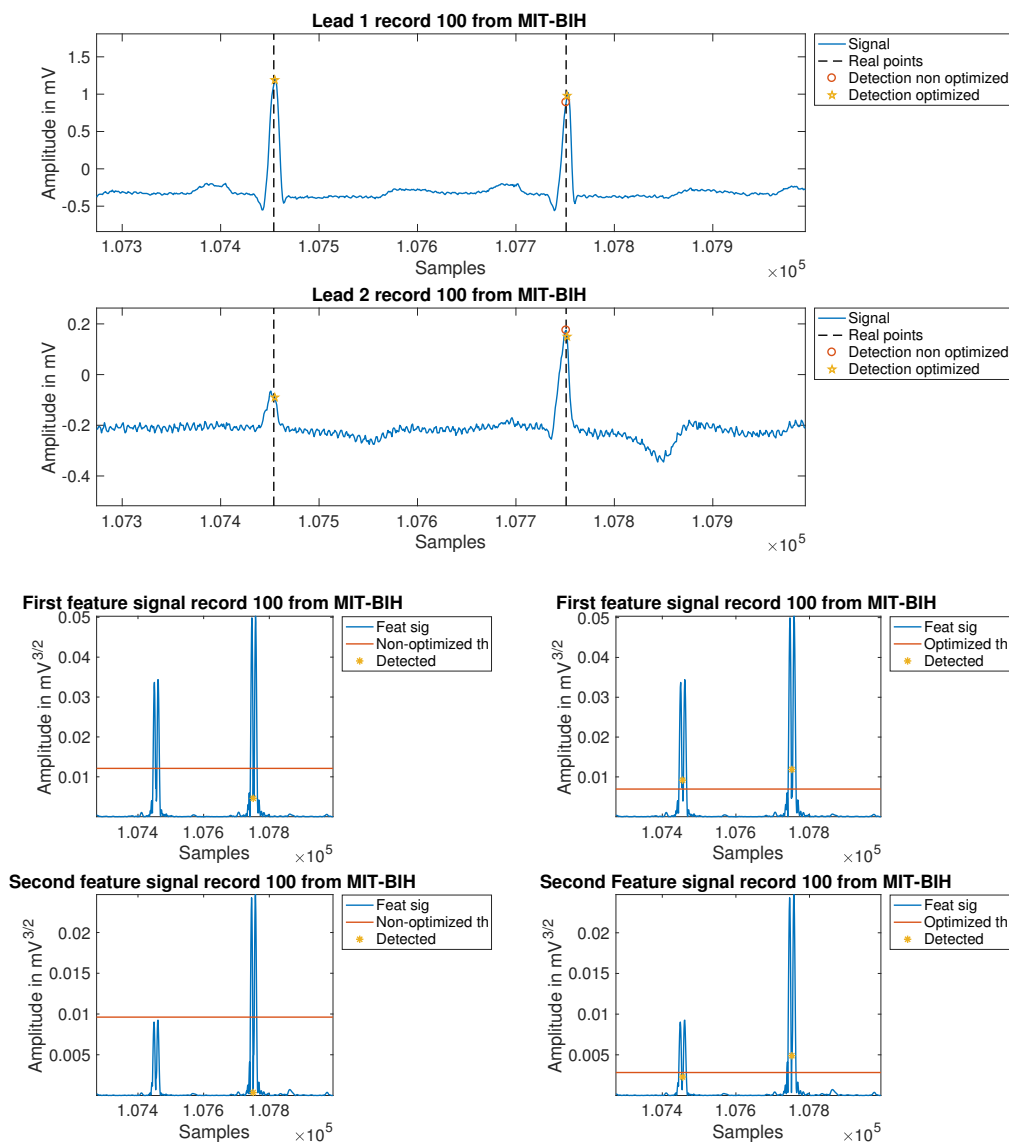 Lead 1 record 100 from MIT-BIH
Amplitude in mV
1.5
1
0.5
0
-0.5
1.073
1.074
1.075
1.076
1.077
1.078
1.079
Samples
×10^5
Signal
Real points
Detection non optimized
Detection optimized
Lead 2 record 100 from MIT-BIH
Amplitude in mV
0.2
0
-0.2
-0.4
1.073
1.074
1.075
1.076
1.077
1.078
1.079
Samples
×10^5
Signal
Real points
Detection non optimized
Detection optimized
First feature signal record 100 from MIT-BIH
Amplitude in mV^3/2
0.05
0.04
0.03
0.02
0.01
1.074
1.076
1.078
Samples
×10^5
Feat sig
Non-optimized th
Detected
First feature signal record 100 from MIT-BIH
Amplitude in mV^3/2
0.05
0.04
0.03
0.02
0.01
1.074
1.076
1.078
Samples
×10^5
Feat sig
Optimized th
Detected
Second feature signal record 100 from MIT-BIH
Amplitude in mV^3/2
0.02
0.015
0.01
0.005
1.074
1.076
1.078
Samples
×10^5
Feat sig
Non-optimized th
Detected
Second Feature signal record 100 from MIT-BIH
Amplitude in mV^3/2
0.02
0.015
0.01
0.005
1.074
1.076
1.078
Samples
×10^5
Feat sig
Optimized th
Detected